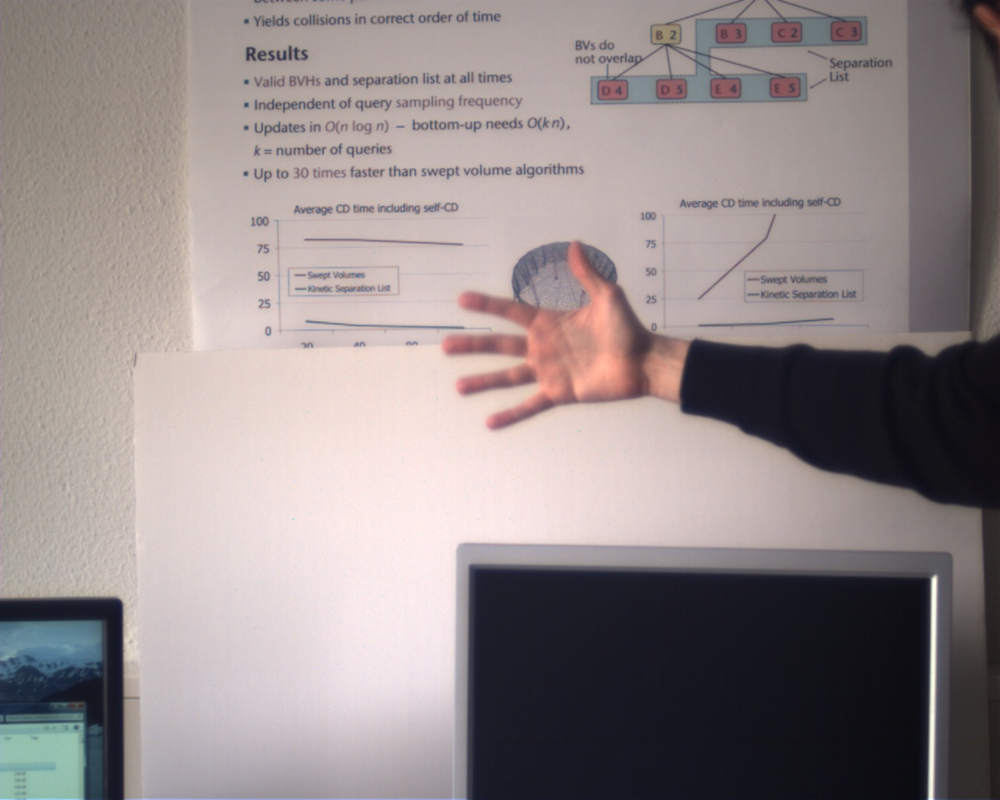 ▪ Yields collisions in correct order of time
Results
▪ Valid BVHs and separation list at all times
▪ Independent of query sampling frequency
▪ Updates in O(n log n) – bottom-up needs O(k·n),
k = number of queries
▪ Up to 30 times faster than swept volume algorithms
B 2
B 3
C 2
C 3
BVs do
not overlap
Separation
List
D 4
D 5
E 4
E 5
Average CD time including self-CD
100
75
50
25
0
Swept Volumes
Kinetic Separation List
Average CD time including self-CD
100
75
50
25
0
Swept Volumes
Kinetic Separation List